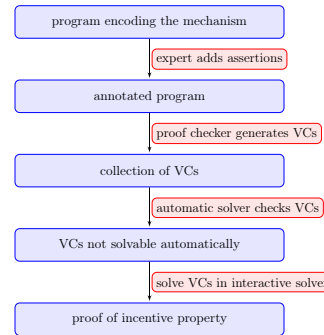 program encoding the mechanism
expert adds assertions
annotated program
proof checker generates VCs
collection of VCs
automatic solver checks VCs
VCs not solvable automatically
solve VCs in interactive solver
proof of incentive property